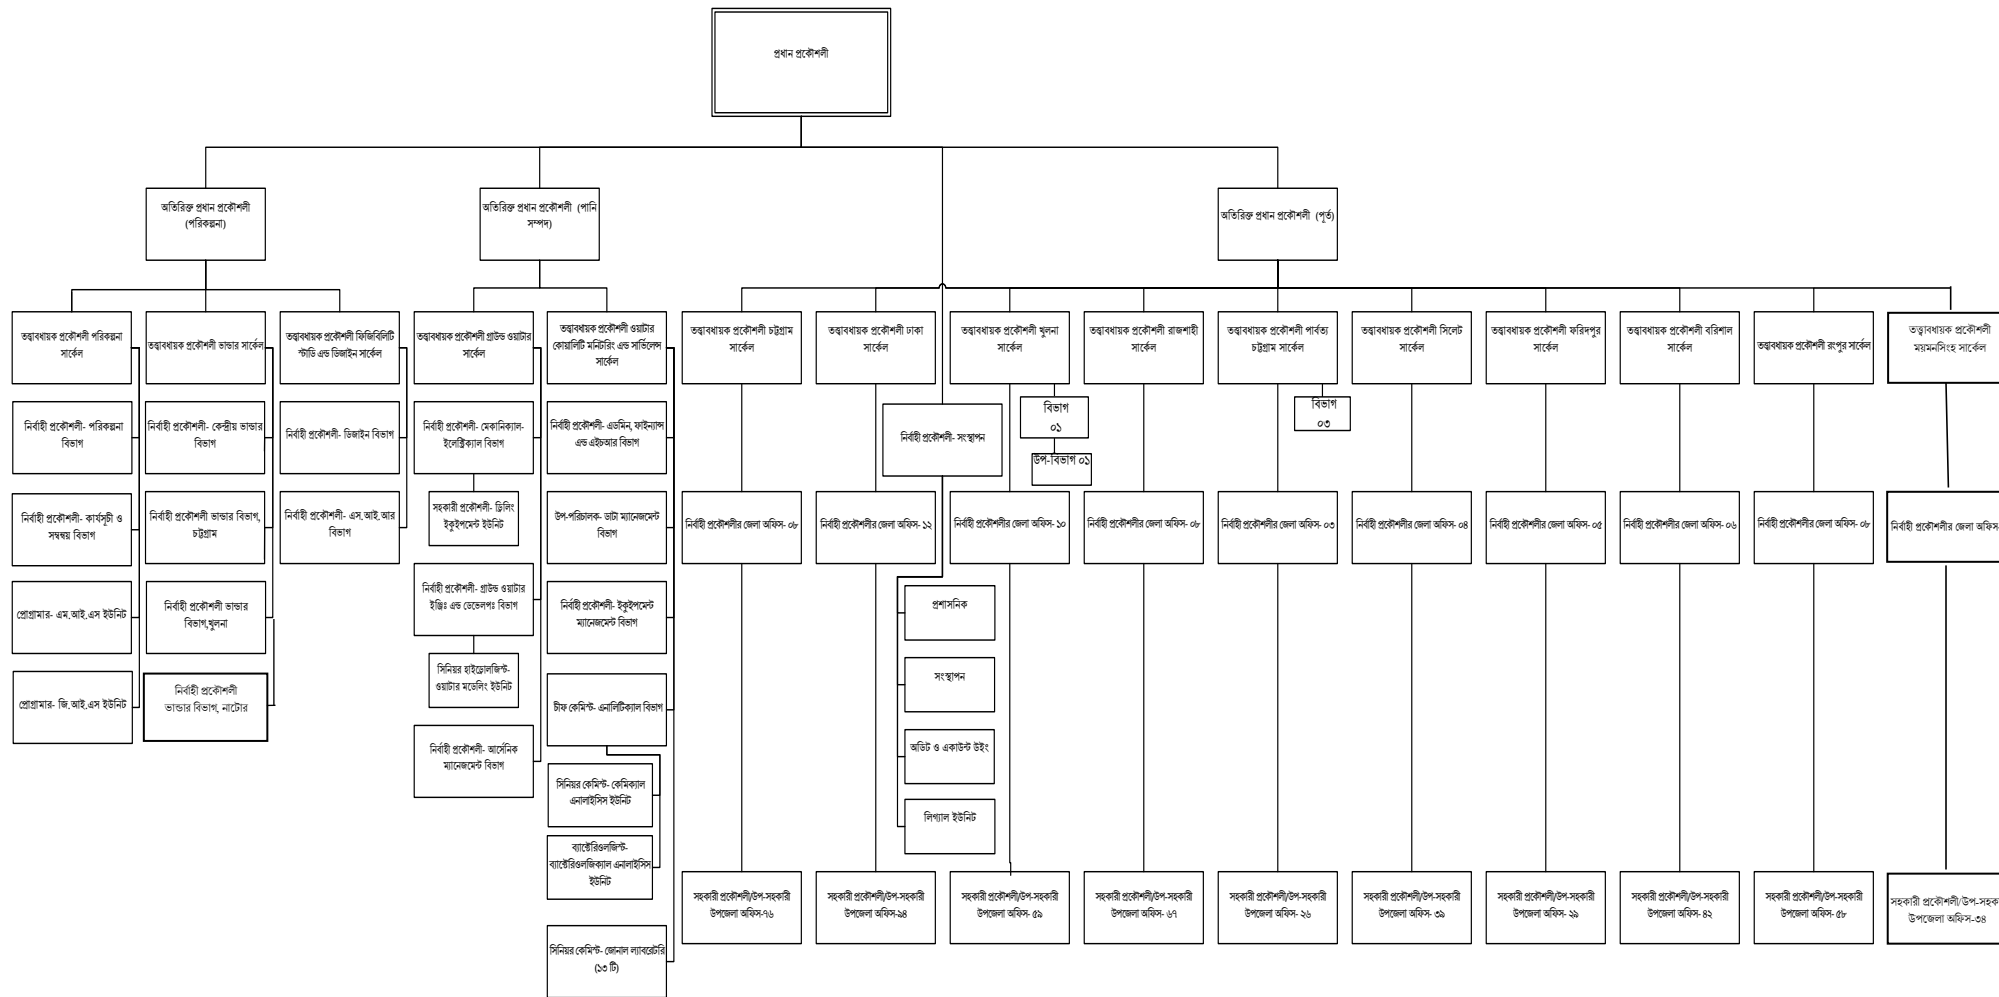 প্রধান প্রকৌশলী
অতিরিক্ত প্রধান প্রকৌশলী
(পরিকল্পনা)
অতিরিক্ত প্রধান প্রকৌশলী (পানি
সম্পদ)
অতিরিক্ত প্রধান প্রকৌশলী (পূর্ত)
তত্ত্বাবধায়ক প্রকৌশলী পরিকল্পনা
সার্কেল
তত্ত্বাবধায়ক প্রকৌশলী ভান্ডার সার্কেল
তত্ত্বাবধায়ক প্রকৌশলী ফিজিবিলিটি
স্টাডি এন্ড ডিজাইন সার্কেল
তত্ত্বাবধায়ক প্রকৌশলী গ্রাউন্ড ওয়াটার
সার্কেল
তত্ত্বাবধায়ক প্রকৌশলী ওয়াটার
কোয়ালিটি মনিটরিং এন্ড সার্ভিলেন্স
সার্কেল
তত্ত্বাবধায়ক প্রকৌশলী চট্টগ্রাম
সার্কেল
তত্ত্বাবধায়ক প্রকৌশলী ঢাকা
সার্কেল
তত্ত্বাবধায়ক প্রকৌশলী খুলনা
সার্কেল
তত্ত্বাবধায়ক প্রকৌশলী রাজশাহী
সার্কেল
তত্ত্বাবধায়ক প্রকৌশলী পার্বত্য
চট্টগ্রাম সার্কেল
তত্ত্বাবধায়ক প্রকৌশলী সিলেট
সার্কেল
তত্ত্বাবধায়ক প্রকৌশলী ফরিদপুর
সার্কেল
তত্ত্বাবধায়ক প্রকৌশলী বরিশাল
সার্কেল
তত্ত্বাবধায়ক প্রকৌশলী রংপুর সার্কেল
তত্ত্বাবধায়ক প্রকৌশলী
ময়মনসিংহ সার্কেল
নির্বাহী প্রকৌশলী- পরিকল্পনা
বিভাগ
নির্বাহী প্রকৌশলী- কেন্দ্রীয় ভান্ডার
বিভাগ
নির্বাহী প্রকৌশলী- ডিজাইন বিভাগ
নির্বাহী প্রকৌশলী- মেকানিক্যাল-
ইলেক্ট্রিক্যাল বিভাগ
নির্বাহী প্রকৌশলী- এডমিন, ফাইন্যান্স
এন্ড এইচআর বিভাগ
নির্বাহী প্রকৌশলী- সংস্থাপন
বিভাগ
০১
উপ-বিভাগ ০১
বিভাগ
০৩
নির্বাহী প্রকৌশলী- কার্যসূচী ও
সমন্বয় বিভাগ
নির্বাহী প্রকৌশলী ভান্ডার বিভাগ,
চট্টগ্রাম
নির্বাহী প্রকৌশলী- এস.আই.আর
বিভাগ
সহকারী প্রকৌশলী- ড্রিলিং
ইকুইপমেন্ট ইউনিট
উপ-পরিচালক- ডাটা ম্যানেজমেন্ট
বিভাগ
নির্বাহী প্রকৌশলীর জেলা অফিস- ০৮
নির্বাহী প্রকৌশলীর জেলা অফিস- ১২
নির্বাহী প্রকৌশলীর জেলা অফিস- ১০
নির্বাহী প্রকৌশলীর জেলা অফিস- ০৮
নির্বাহী প্রকৌশলীর জেলা অফিস- ০৩
নির্বাহী প্রকৌশলীর জেলা অফিস- ০৪
নির্বাহী প্রকৌশলীর জেলা অফিস- ০৫
নির্বাহী প্রকৌশলীর জেলা অফিস- ০৬
নির্বাহী প্রকৌশলীর জেলা অফিস- ০৮
নির্বাহী প্রকৌশলীর জেলা অফিস-
প্রোগ্রামার- এম.আই.এস ইউনিট
নির্বাহী প্রকৌশলী ভান্ডার
বিভাগ,খুলনা
নির্বাহী প্রকৌশলী- গ্রাউন্ড ওয়াটার
ইঞ্জিঃ এন্ড ডেভেলপঃ বিভাগ
নির্বাহী প্রকৌশলী- ইকুইপমেন্ট
ম্যানেজমেন্ট বিভাগ
প্রশাসনিক
প্রোগ্রামার- জি.আই.এস ইউনিট
নির্বাহী প্রকৌশলী
ভান্ডার বিভাগ, নাটোর
সিনিয়র হাইড্রোলজিস্ট-
ওয়াটার মডেলিং ইউনিট
চীফ কেমিস্ট- এনালিটিক্যাল বিভাগ
সংস্থাপন
নির্বাহী প্রকৌশলী- আর্সেনিক
ম্যানেজমেন্ট বিভাগ
অডিট ও একাউন্ট উইং
সিনিয়র কেমিস্ট- কেমিক্যাল
এনালাইসিস ইউনিট
লিগ্যাল ইউনিট
ব্যাক্টেরিওলজিস্ট-
ব্যাক্টেরিওলজিক্যাল এনালাইসিস
ইউনিট
সহকারী প্রকৌশলী/উপ-সহকারী
উপজেলা অফিস-৭৬
সহকারী প্রকৌশলী/উপ-সহকারী
উপজেলা অফিস-৯৪
সহকারী প্রকৌশলী/উপ-সহকারী
উপজেলা অফিস- ৫৯
সহকারী প্রকৌশলী/উপ-সহকারী
উপজেলা অফিস- ৬৭
সহকারী প্রকৌশলী/উপ-সহকারী
উপজেলা অফিস- ২৬
সহকারী প্রকৌশলী/উপ-সহকারী
উপজেলা অফিস- ৩৯
সহকারী প্রকৌশলী/উপ-সহকারী
উপজেলা অফিস- ২৯
সহকারী প্রকৌশলী/উপ-সহকারী
উপজেলা অফিস- ৪২
সহকারী প্রকৌশলী/উপ-সহকারী
উপজেলা অফিস- ৫৮
সহকারী প্রকৌশলী/উপ-সহকা
উপজেলা অফিস-৩৪
সিনিয়র কেমিস্ট- জোনাল ল্যাবরেটরি
(১৩ টি)